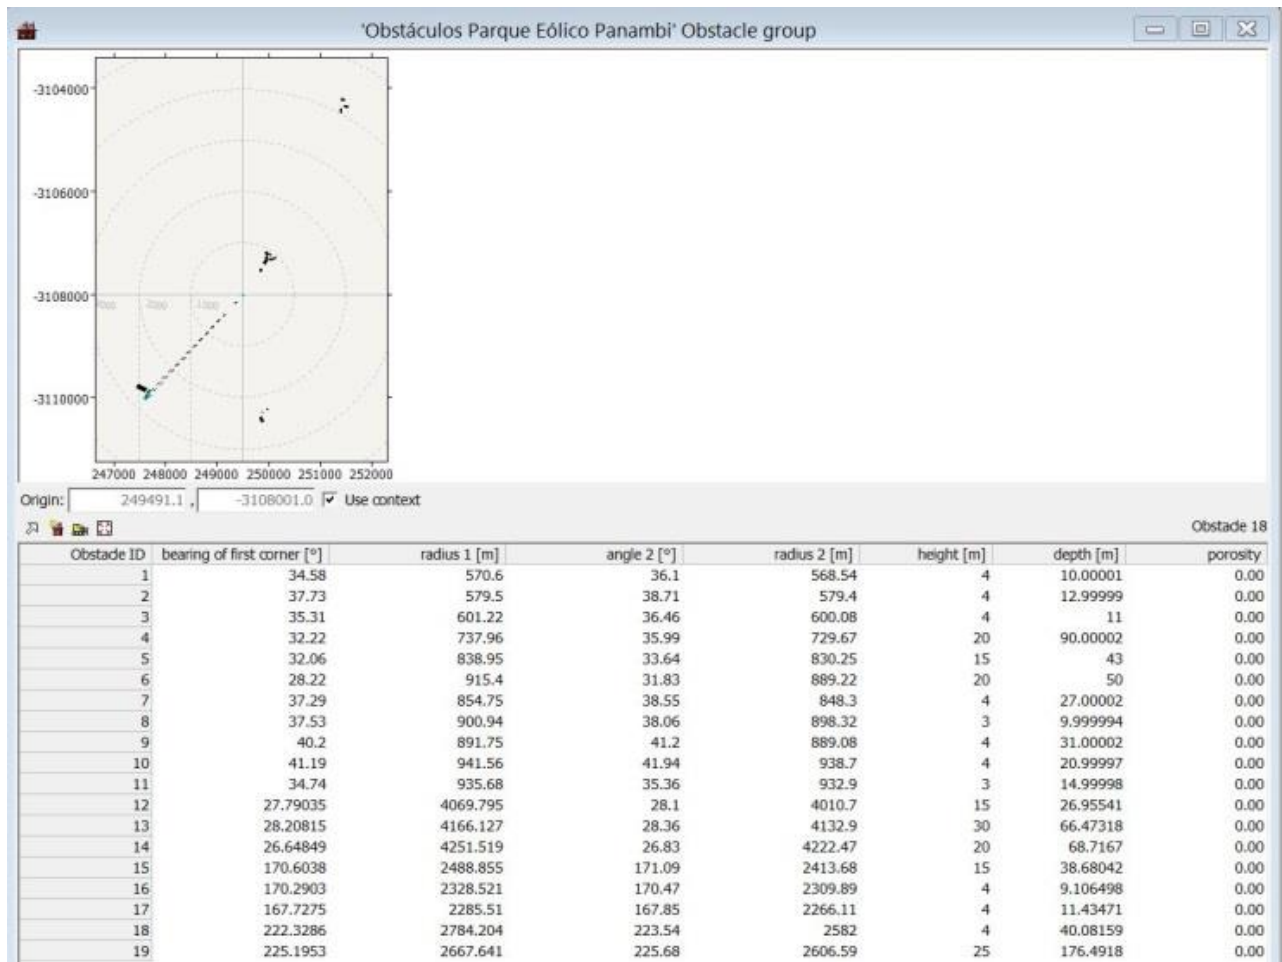 'Obstáculos Parque Eólico Panambi' Obstacle group
-3104000
-3106000
-3108000
2000 1000
-3110000
247000 248000 249000 250000 251000 252000
Origin: 249491.1 , -3108001.0 Use context
Obstacle 18
Obstacle ID bearing of first corner [°] radius 1 [m] angle 2 [°] radius 2 [m] height [m] depth [m] porosity
1 34.58 570.6 36.1 568.54 4 10.00001 0.00
2 37.73 579.5 38.71 579.4 4 12.99999 0.00
3 35.31 601.22 36.46 600.08 4 11 0.00
4 32.22 737.96 35.99 729.67 20 90.00002 0.00
5 32.06 838.95 33.64 830.25 15 43 0.00
6 28.22 915.4 31.83 889.22 20 50 0.00
7 37.29 854.75 38.55 848.3 4 27.00002 0.00
8 37.53 900.94 38.06 898.32 3 9.999994 0.00
9 40.2 891.75 41.2 889.08 4 31.00002 0.00
10 41.19 941.56 41.94 938.7 4 20.99997 0.00
11 34.74 935.68 35.36 932.9 3 14.99998 0.00
12 27.79035 4069.795 28.1 4010.7 15 26.95541 0.00
13 28.20815 4166.127 28.36 4132.9 30 66.47318 0.00
14 26.64849 4251.519 26.83 4222.47 20 68.7167 0.00
15 170.6038 2488.855 171.09 2413.68 15 38.68042 0.00
16 170.2903 2328.521 170.47 2309.89 4 9.106498 0.00
17 167.7275 2285.51 167.85 2266.11 4 11.43471 0.00
18 222.3286 2784.204 223.54 2582 4 40.08159 0.00
19 225.1953 2667.641 225.68 2606.59 25 176.4918 0.00